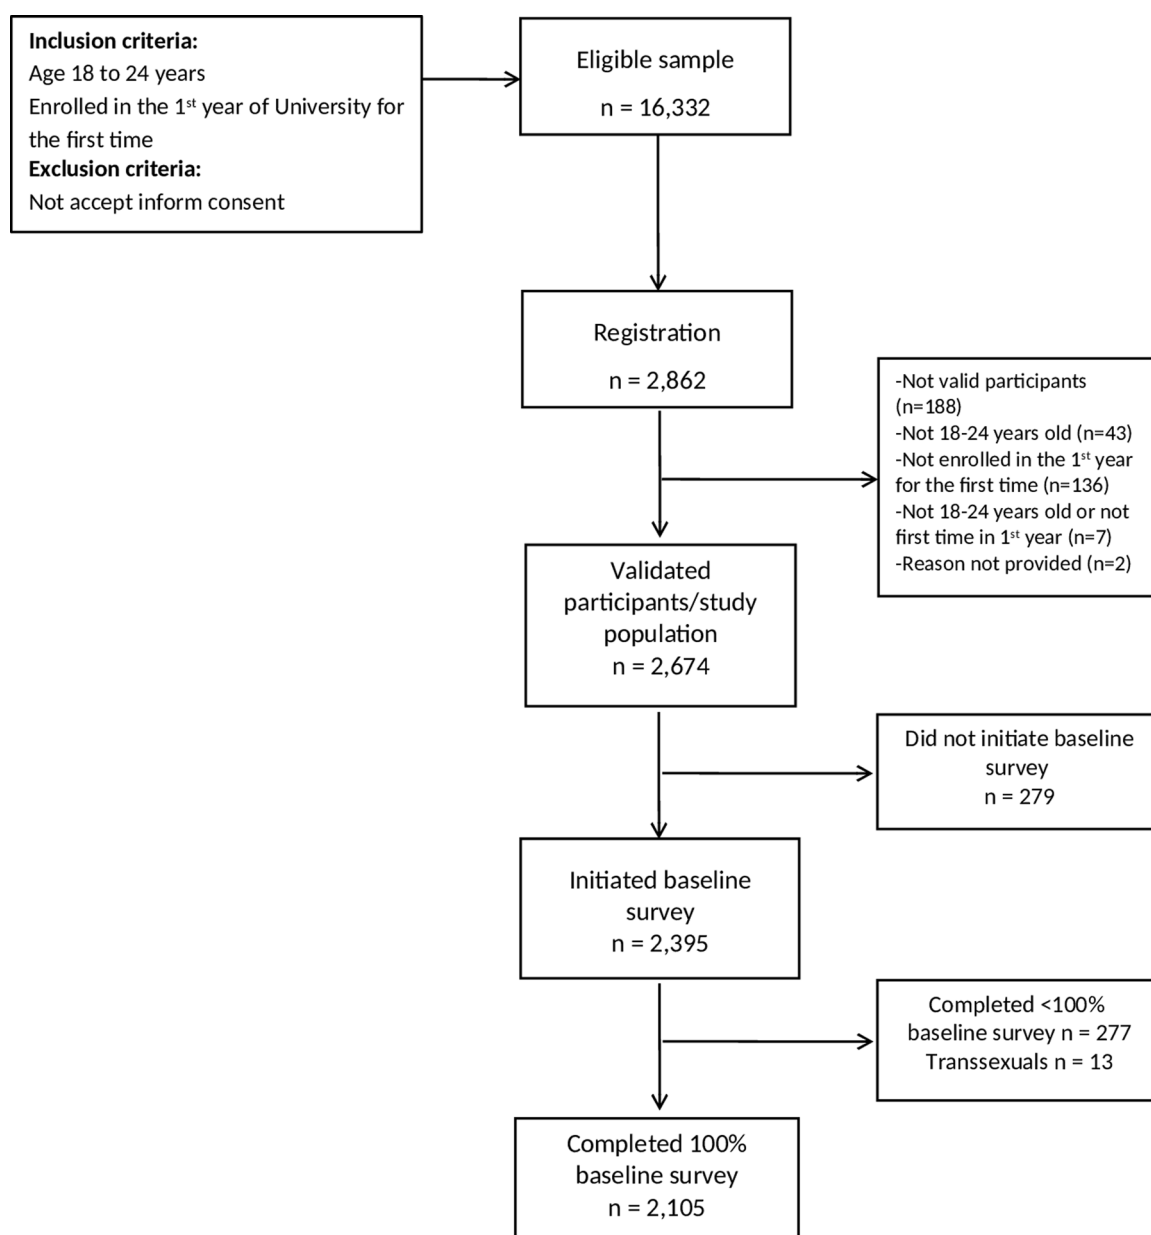 Inclusion criteria:
Age 18 to 24 years
Enrolled in the 1st year of University for
the first time
Exclusion criteria:
Not accept inform consent
Eligible sample
n = 16,332
Registration
n = 2,862
-Not valid participants
(n=188)
-Not 18-24 years old (n=43)
-Not enrolled in the 1st year
for the first time (n=136)
-Not 18-24 years old or not
first time in 1st year (n=7)
-Reason not provided (n=2)
Validated
participants/study
population
n = 2,674
Did not initiate baseline
survey
n = 279
Initiated baseline
survey
n = 2,395
Completed <100%
baseline survey n = 277
Transsexuals n = 13
Completed 100%
baseline survey
n = 2,105